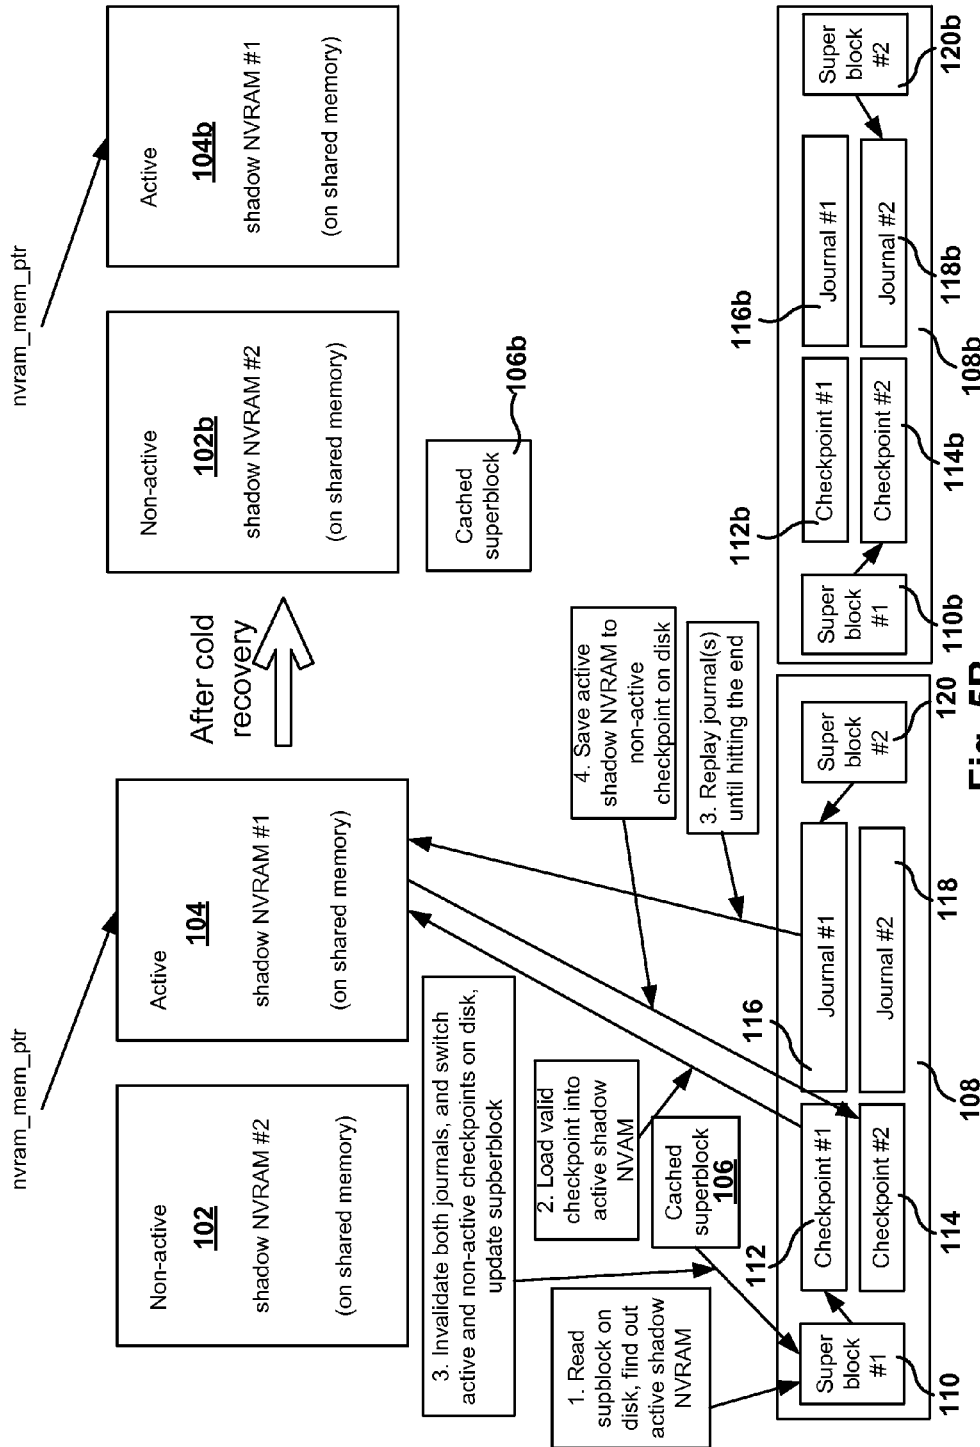 nvram_mem_ptr
Non-active
102
shadow NVRAM #2
(on shared memory)
Active
104
shadow NVRAM #1
(on shared memory)
After cold
recovery
nvram_mem_ptr
Non-active
102b
shadow NVRAM #2
(on shared memory)
Active
104b
shadow NVRAM #1
(on shared memory)
3. Invalidate both journals, and switch
active and non-active checkpoints on disk,
update supberblock
1. Read
supblock on
disk, find out
active shadow
NVRAM
2. Load valid
checkpoint into
active shadow
NVAM
Cached
superblock
106
4. Save active
shadow NVRAM to
non-active
checkpoint on disk
3. Replay journal(s)
until hitting the end
Cached
superblock
106b
Super
block
#1
110
112
Checkpoint #1
Checkpoint #2
114
116
Journal #1
Journal #2
118
108
Super
block
#2
120
Super
block
#1
110b
112b
Checkpoint #1
Checkpoint #2
114b
116b
Journal #1
Journal #2
118b
108b
Super
block
#2
120b